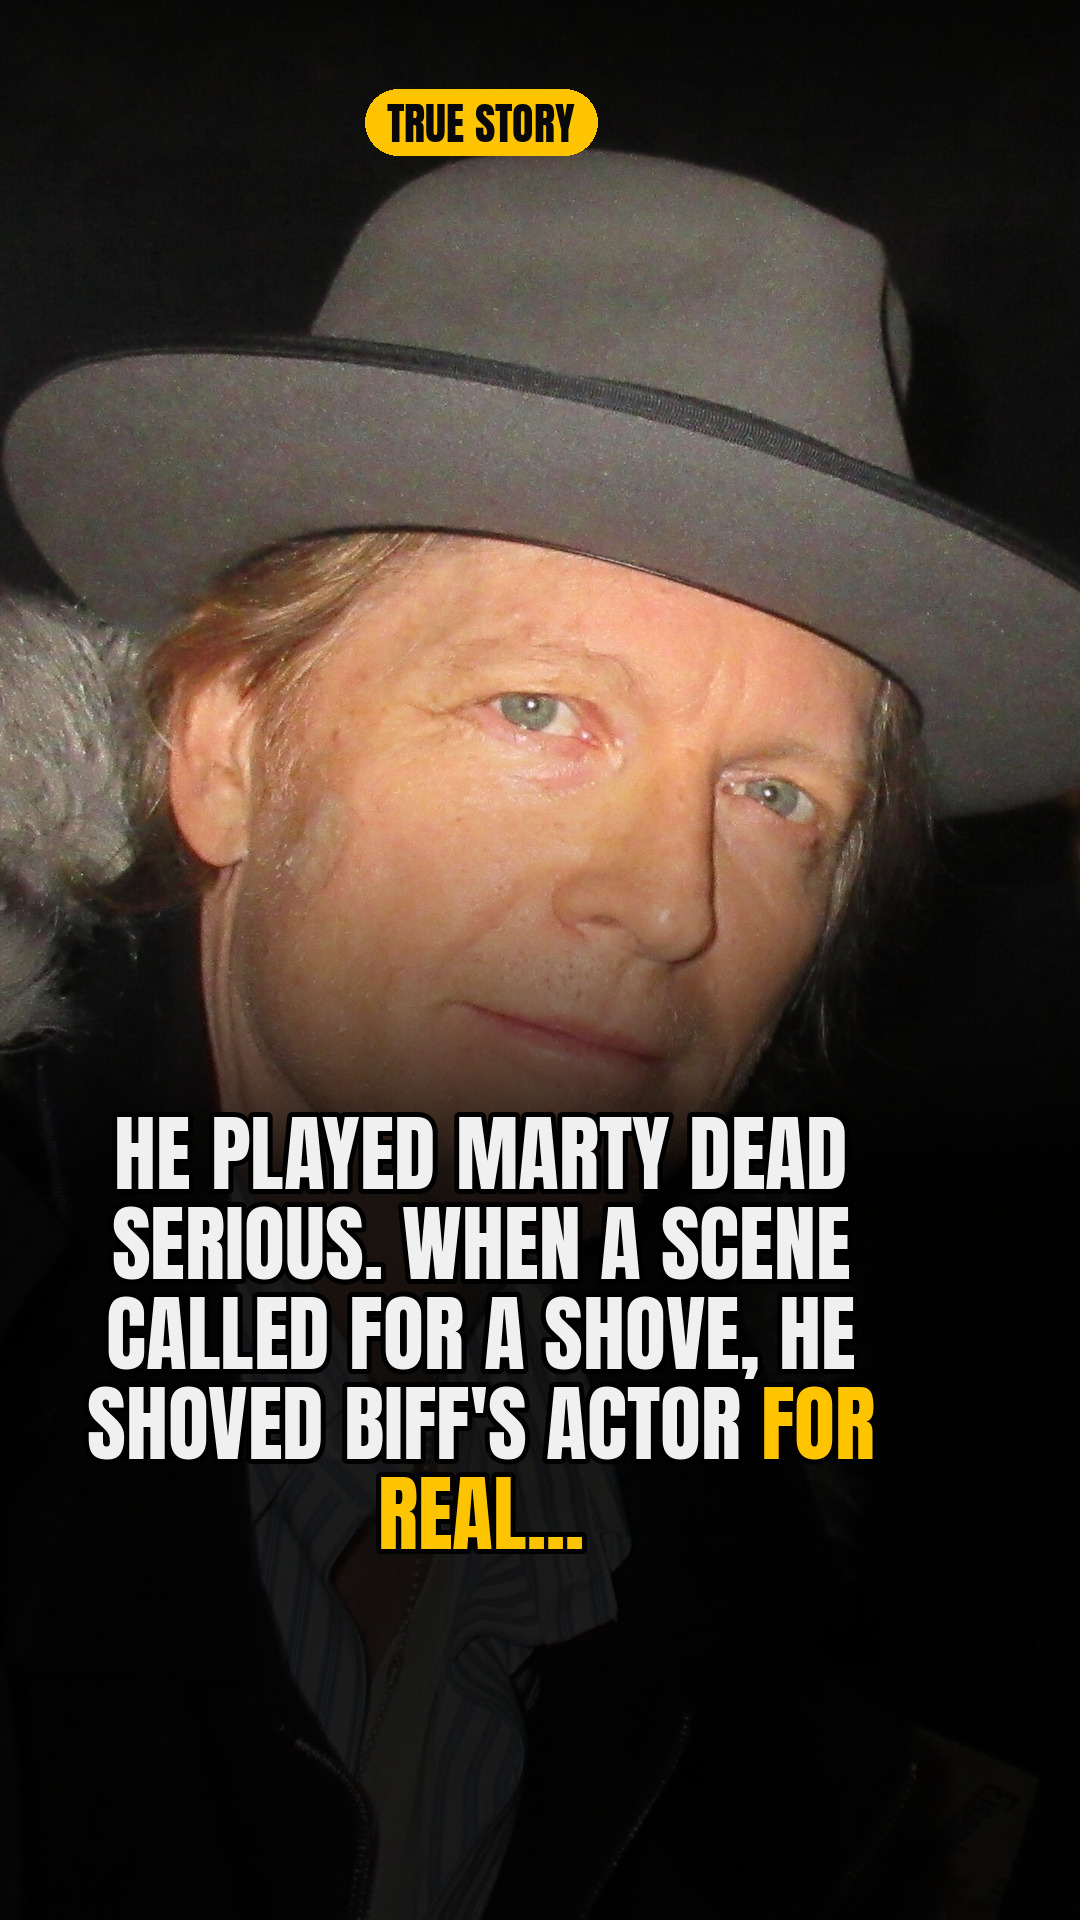 TRUE STORY
HE PLAYED MARTY DEAD
SERIOUS. WHEN A SCENE
CALLED FOR A SHOVE, HE
SHOVED BIFF'S ACTOR FOR
REAL...